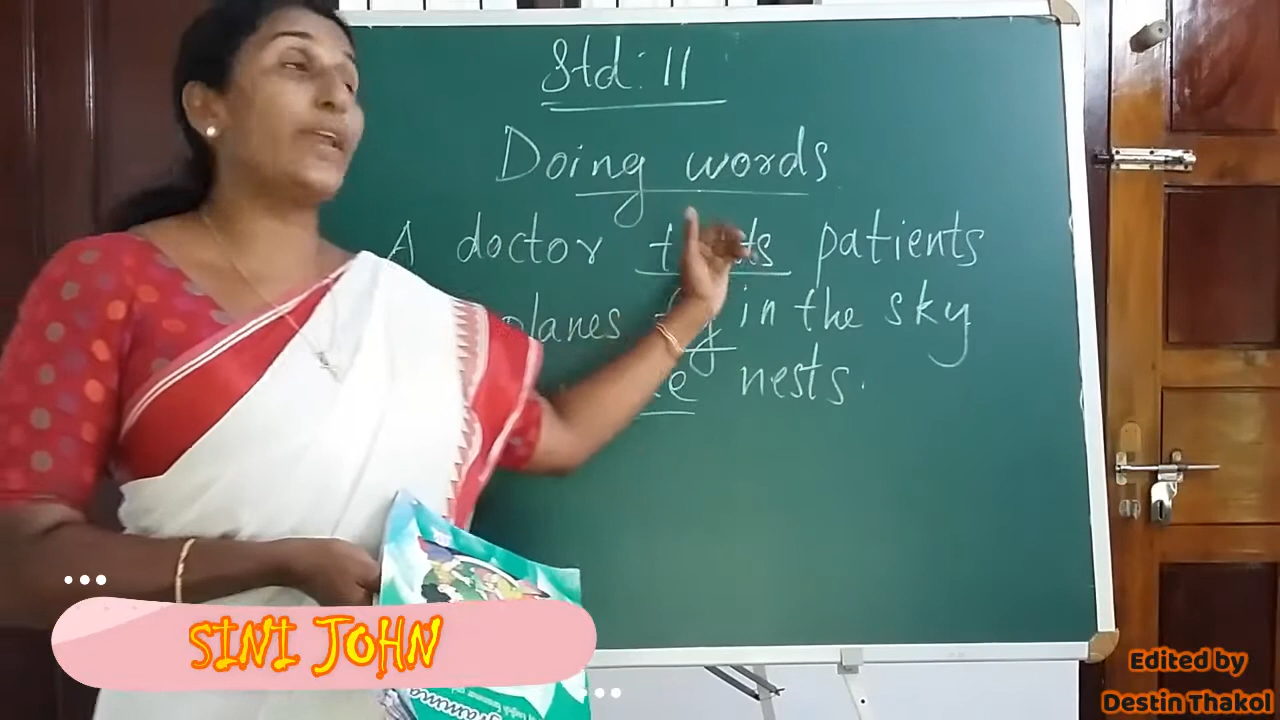 Std: II
Doing words
A doctor patients
in the sky
nests.
SINI JOHN
Edited by
Destin Thakol